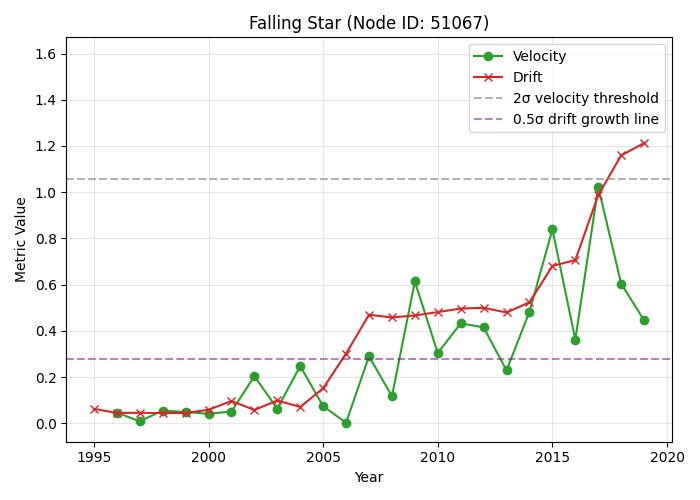 Falling Star (Node ID: 51067)
Velocity
Drift
2σ velocity threshold
0.5σ drift growth line
Metric Value
1.6
1.4
1.2
1.0
0.8
0.6
0.4
0.2
0.0
1995
2000
2005
2010
2015
2020
Year